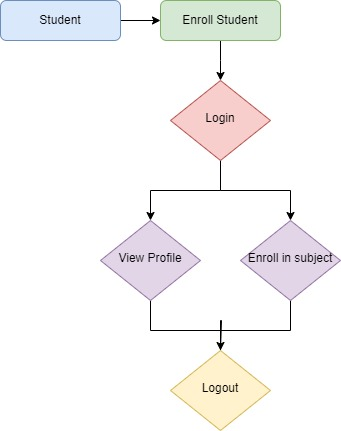 Student
Enroll Student
Login
View Profile
Enroll in subject
Logout